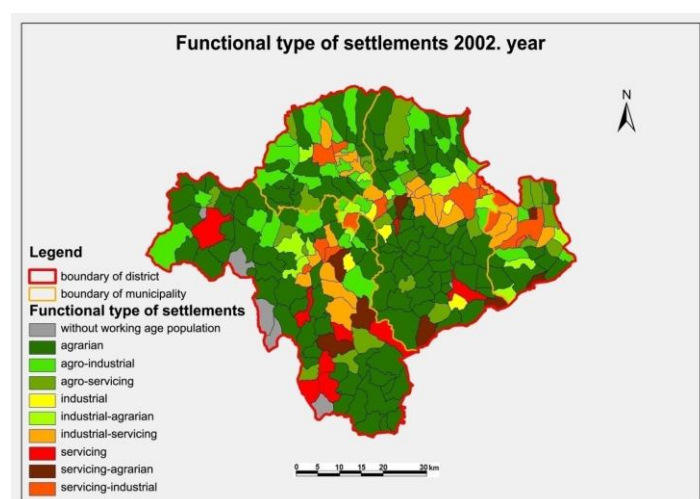 Functional type of settlements 2002. year
N
Legend
boundary of district
boundary of municipality
Functional type of settlements
without working age population
agrarian
agro-industrial
agro-servicing
industrial
industrial-agrarian
industrial-servicing
servicing
servicing-agrarian
servicing-industrial
0 5 10 15 20 30 km